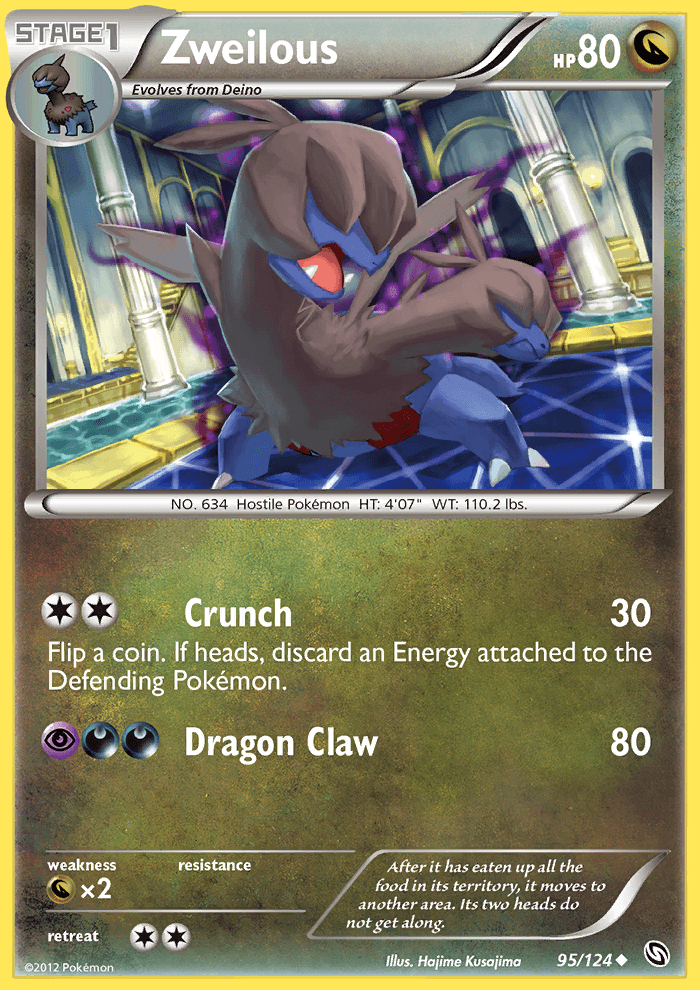 STAGE1
Zweilous
HP80
Evolves from Deino
NO. 634 Hostile Pokémon HT: 4'07" WT: 110.2 lbs.
Crunch 30
Flip a coin. If heads, discard an Energy attached to the
Defending Pokémon.
Dragon Claw 80
weakness resistance
×2
After it has eaten up all the
food in its territory, it moves to
another area. Its two heads do
not get along.
retreat
©2012 Pokémon
Illus. Hajime Kusajima 95/124